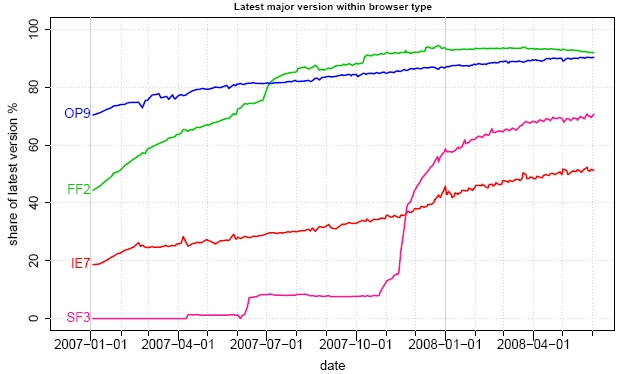 Latest major version within browser type
share of latest version %
100
80
60
40
20
0
OP9
FF2
IE7
SF3
2007-01-01 2007-04-01 2007-07-01 2007-10-01 2008-01-01 2008-04-01
date